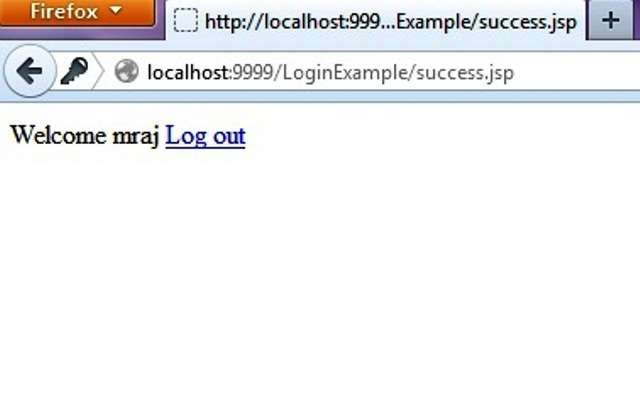 Firefox
http://localhost:999...Example/success.jsp
localhost:9999/LoginExample/success.jsp
Welcome mraj Log out